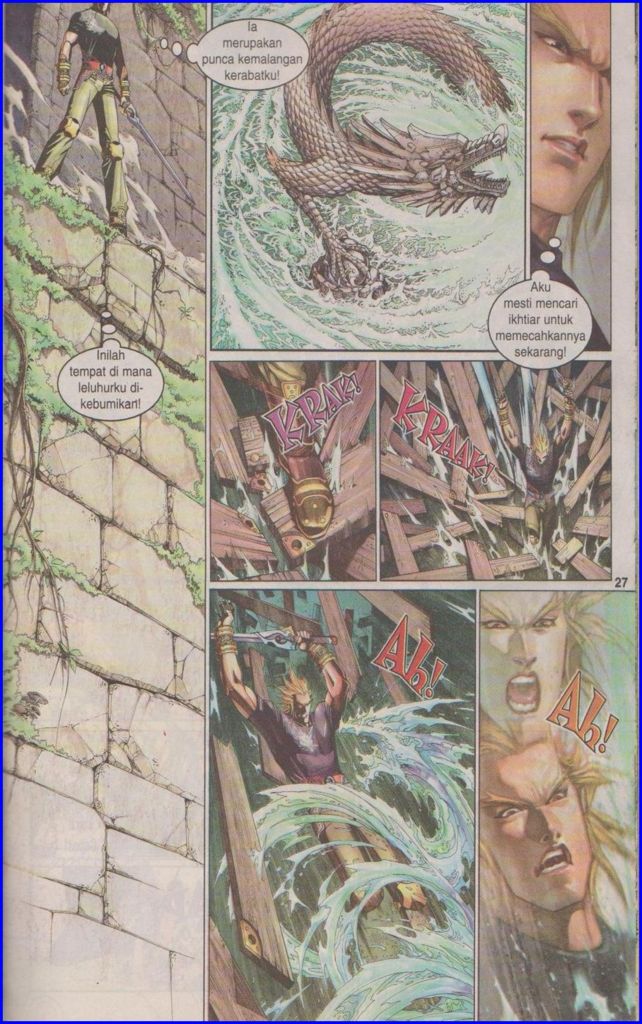 Ia
merupakan
punca kemalangan
kerabatku!
Inilah
tempat di mana
leluhurku di-
kebumikan!
Aku
mesti mencari
ikhtiar untuk
memecahkannya
sekarang!
KRAK!
KRAAK!
27
Ah!
Ah!